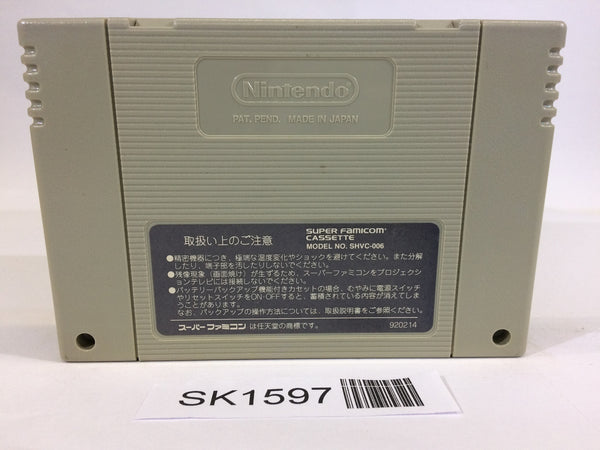 Nintendo
PAT. PEND. MADE IN JAPAN
取扱い上のご注意
SUPER FAMICOM
CASSETTE
MODEL NO. SHVC-006
●精密機器につき、極端な温度変化やショックを避けてください。また分解
したり、端子部を汚したりしないでください。
●残像現象(画面焼け)が生ずるため、スーパーファミコンをプロジェクシ
ョンテレビには接続しないでください。
●バッテリーバックアップ機能付きカセットの場合、むやみに電源スイッチ
やリセットスイッチをON・OFFすると、蓄積されている内容が消えてしま
うことがあります。
なお、バックアップの操作方法については、取扱説明書をご参照ください。
スーパーファミコン は任天堂の商標です。
920214
SK1597